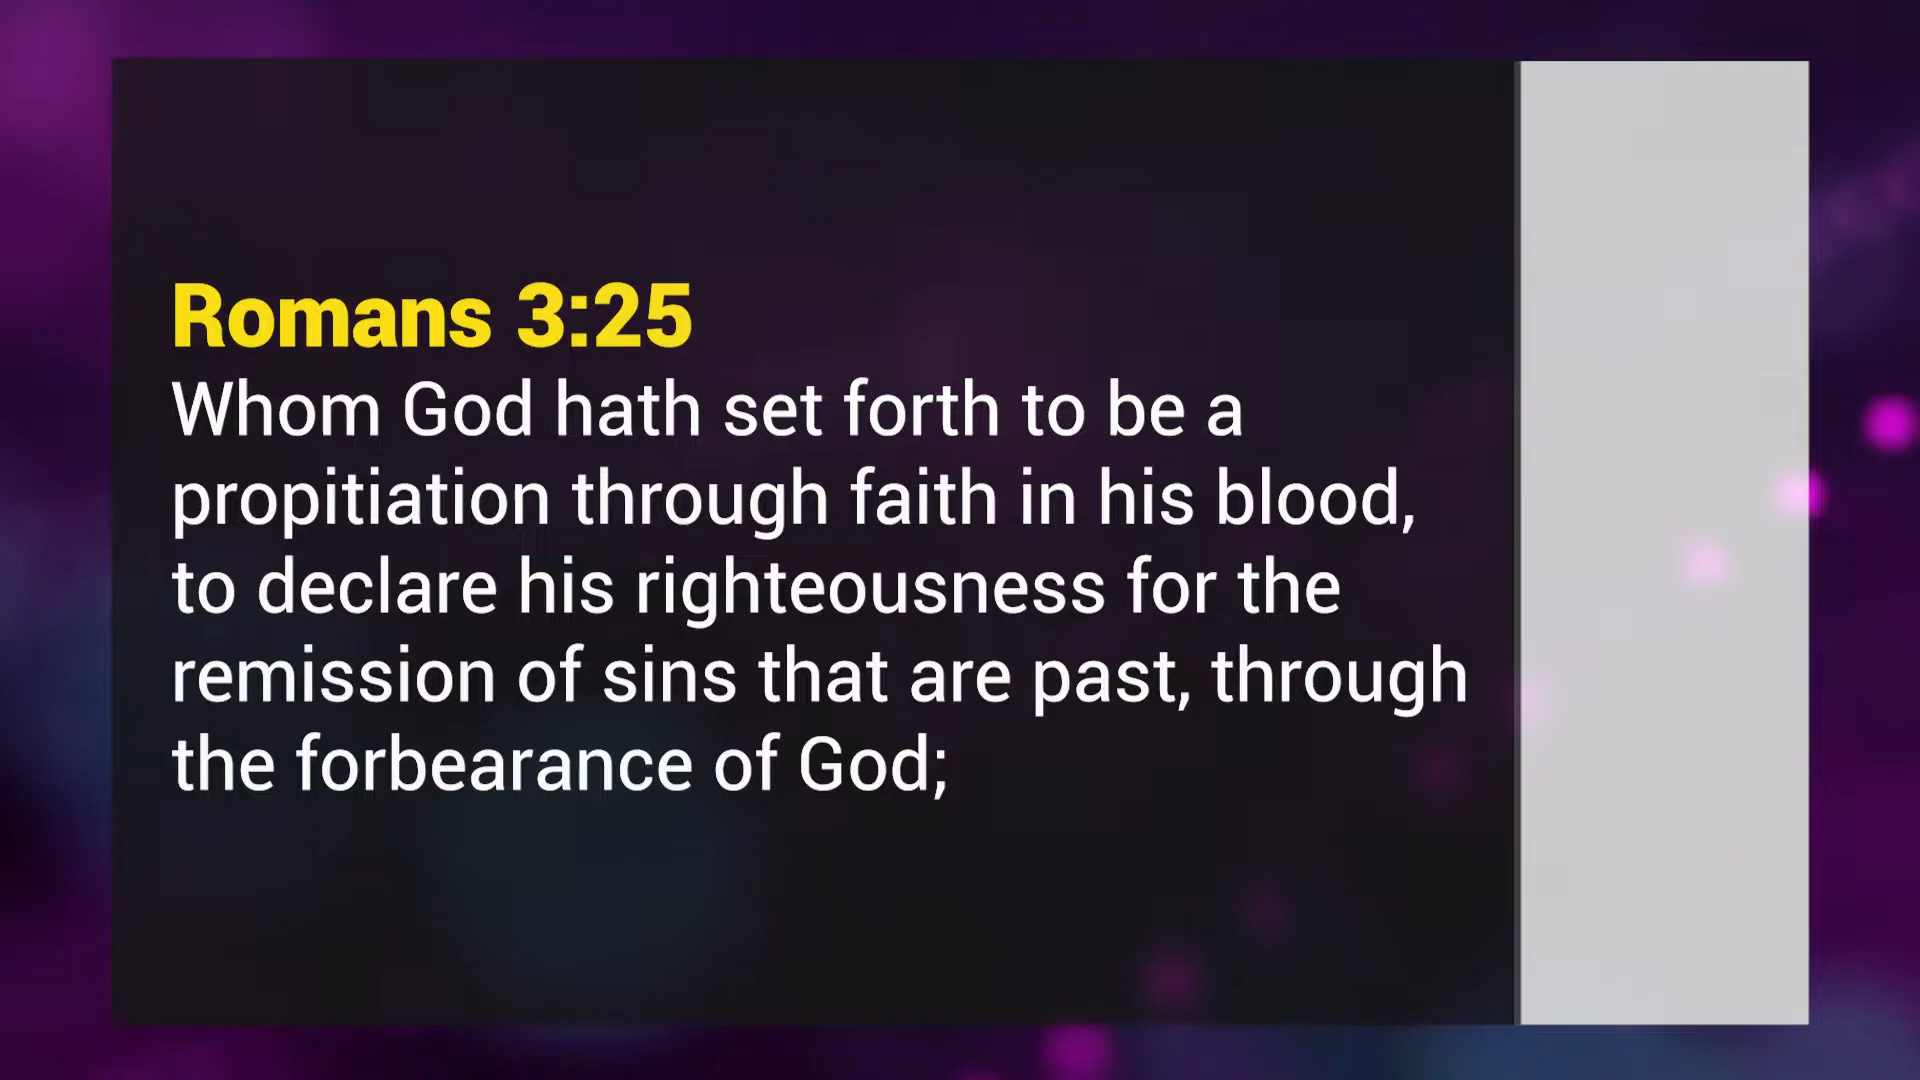 Romans 3:25
Whom God hath set forth to be a
propitiation through faith in his blood,
to declare his righteousness for the
remission of sins that are past, through
the forbearance of God;